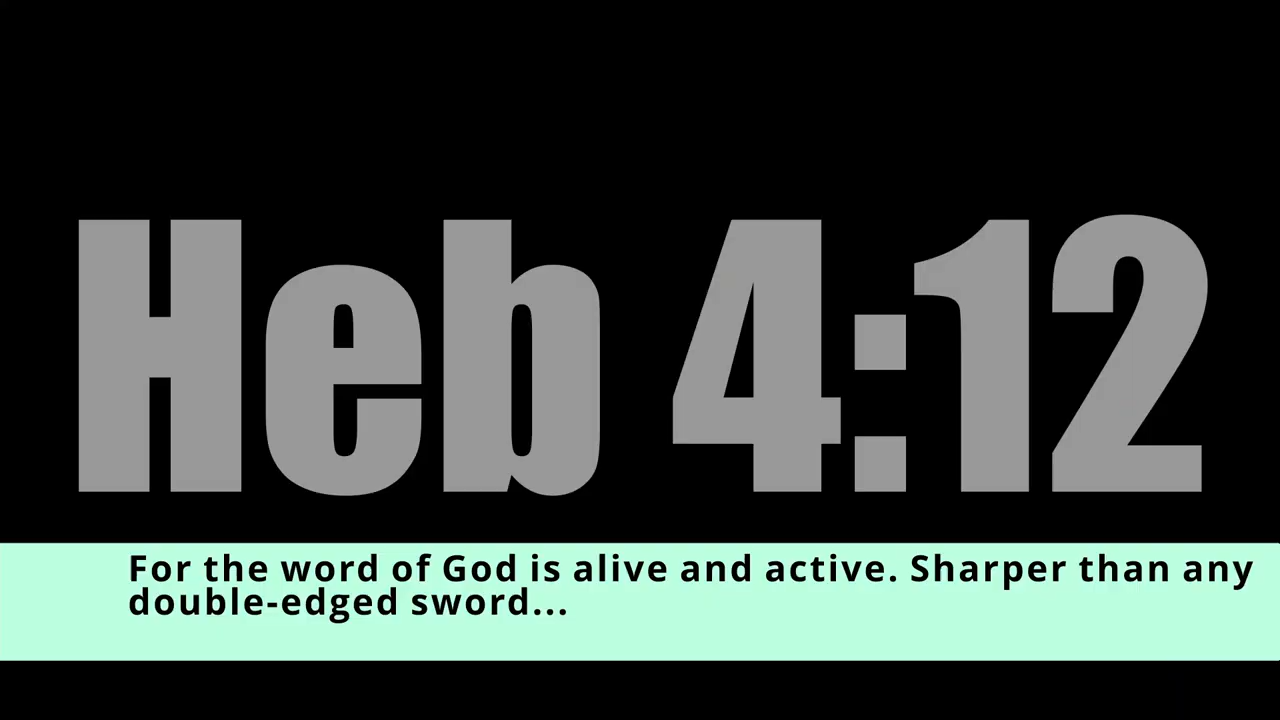 Heb 4:12
For the word of God is alive and active. Sharper than any
double-edged sword...